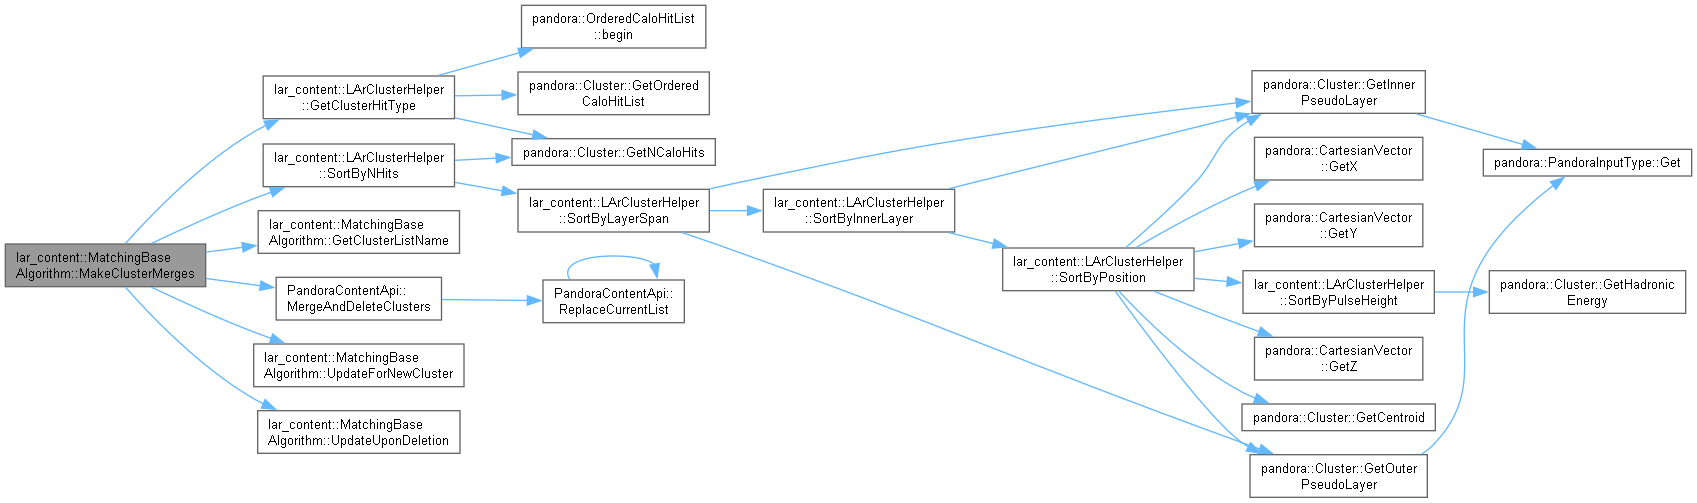 lar_content::MatchingBase
Algorithm::MakeClusterMerges
lar_content::LArClusterHelper
::GetClusterHitType
pandora::OrderedCaloHitList
::begin
pandora::Cluster::GetOrdered
CaloHitList
pandora::Cluster::GetNCaloHits
lar_content::LArClusterHelper
::SortByNHits
lar_content::LArClusterHelper
::SortByLayerSpan
lar_content::LArClusterHelper
::SortByInnerLayer
pandora::Cluster::GetInner
PseudoLayer
pandora::PandoraInputType::Get
lar_content::LArClusterHelper
::SortByPosition
pandora::CartesianVector
::GetX
pandora::CartesianVector
::GetY
lar_content::LArClusterHelper
::SortByPulseHeight
pandora::Cluster::GetHadronic
Energy
pandora::CartesianVector
::GetZ
pandora::Cluster::GetCentroid
pandora::Cluster::GetOuter
PseudoLayer
lar_content::MatchingBase
Algorithm::GetClusterListName
PandoraContentApi::
MergeAndDeleteClusters
PandoraContentApi::
ReplaceCurrentList
lar_content::MatchingBase
Algorithm::UpdateForNewCluster
lar_content::MatchingBase
Algorithm::UpdateUponDeletion